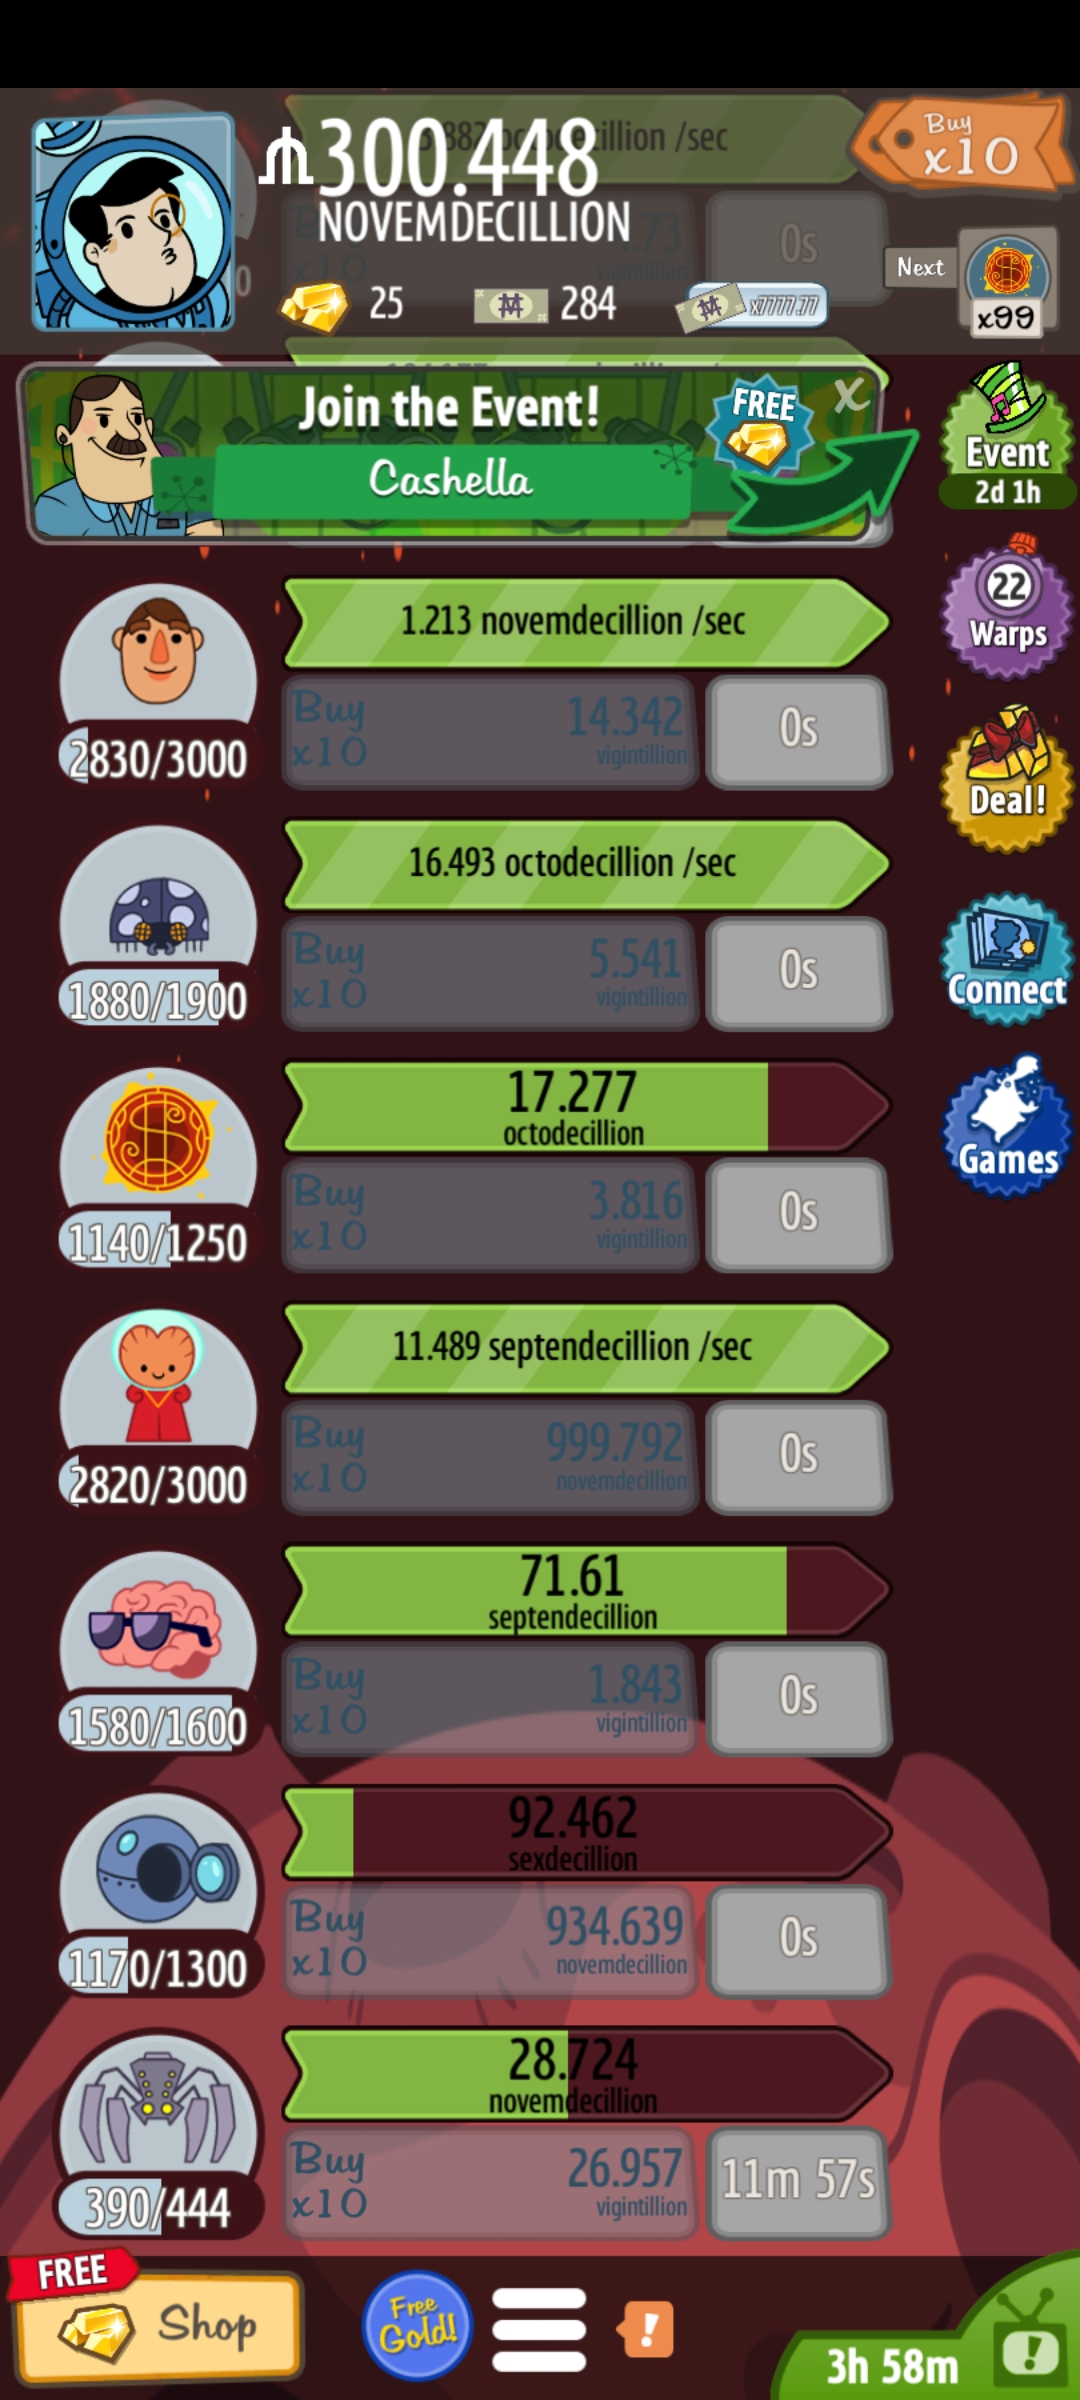 300.448
NOVEMDECILLION
Buy
x10
0s
25
284
x7777.77
Next
x99
Join the Event!
Cashella
FREE
X
Event
2d 1h
22
Warps
Deal!
Connect
Games
1.213 novemdecillion /sec
Buy
x10
14.342
vigintillion
0s
2830/3000
16.493 octodecillion /sec
Buy
x10
5.541
vigintillion
0s
1880/1900
17.277
octodecillion
Buy
x10
3.816
vigintillion
0s
1140/1250
11.489 septendecillion /sec
Buy
x10
999.792
novemdecillion
0s
2820/3000
71.61
septendecillion
Buy
x10
1.843
vigintillion
0s
1580/1600
92.462
sexdecillion
Buy
x10
934.639
novemdecillion
0s
1170/1300
28.724
novemdecillion
Buy
x10
26.957
vigintillion
11m 57s
390/444
FREE
Shop
Free
Gold!
!
3h 58m
!